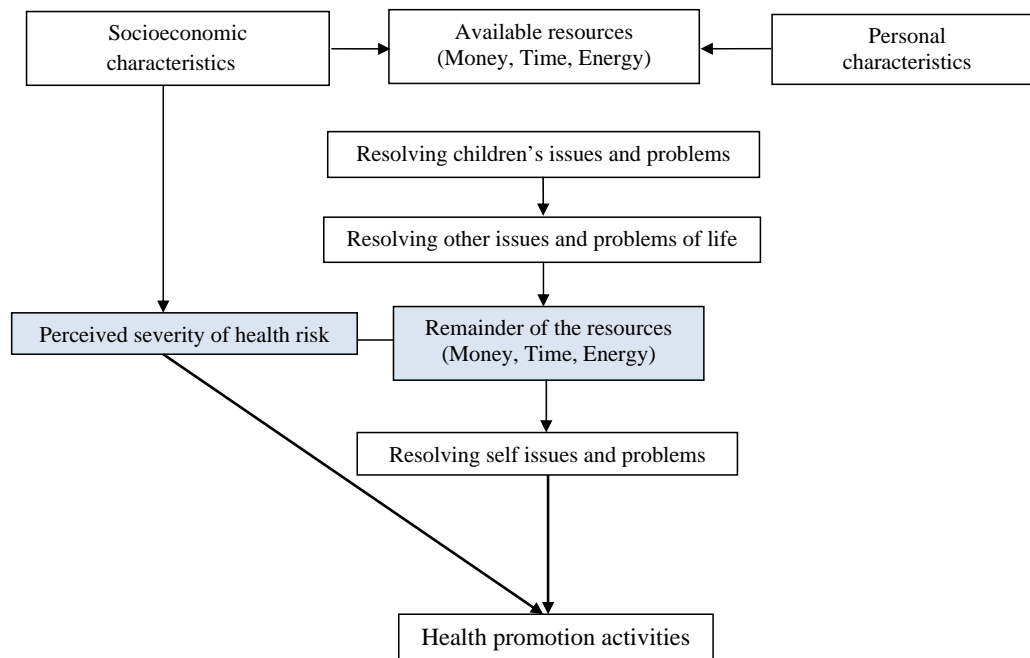 Socioeconomic
characteristics
Available resources
(Money, Time, Energy)
Personal
characteristics
Resolving children’s issues and problems
Resolving other issues and problems of life
Perceived severity of health risk
Remainder of the resources
(Money, Time, Energy)
Resolving self issues and problems
Health promotion activities